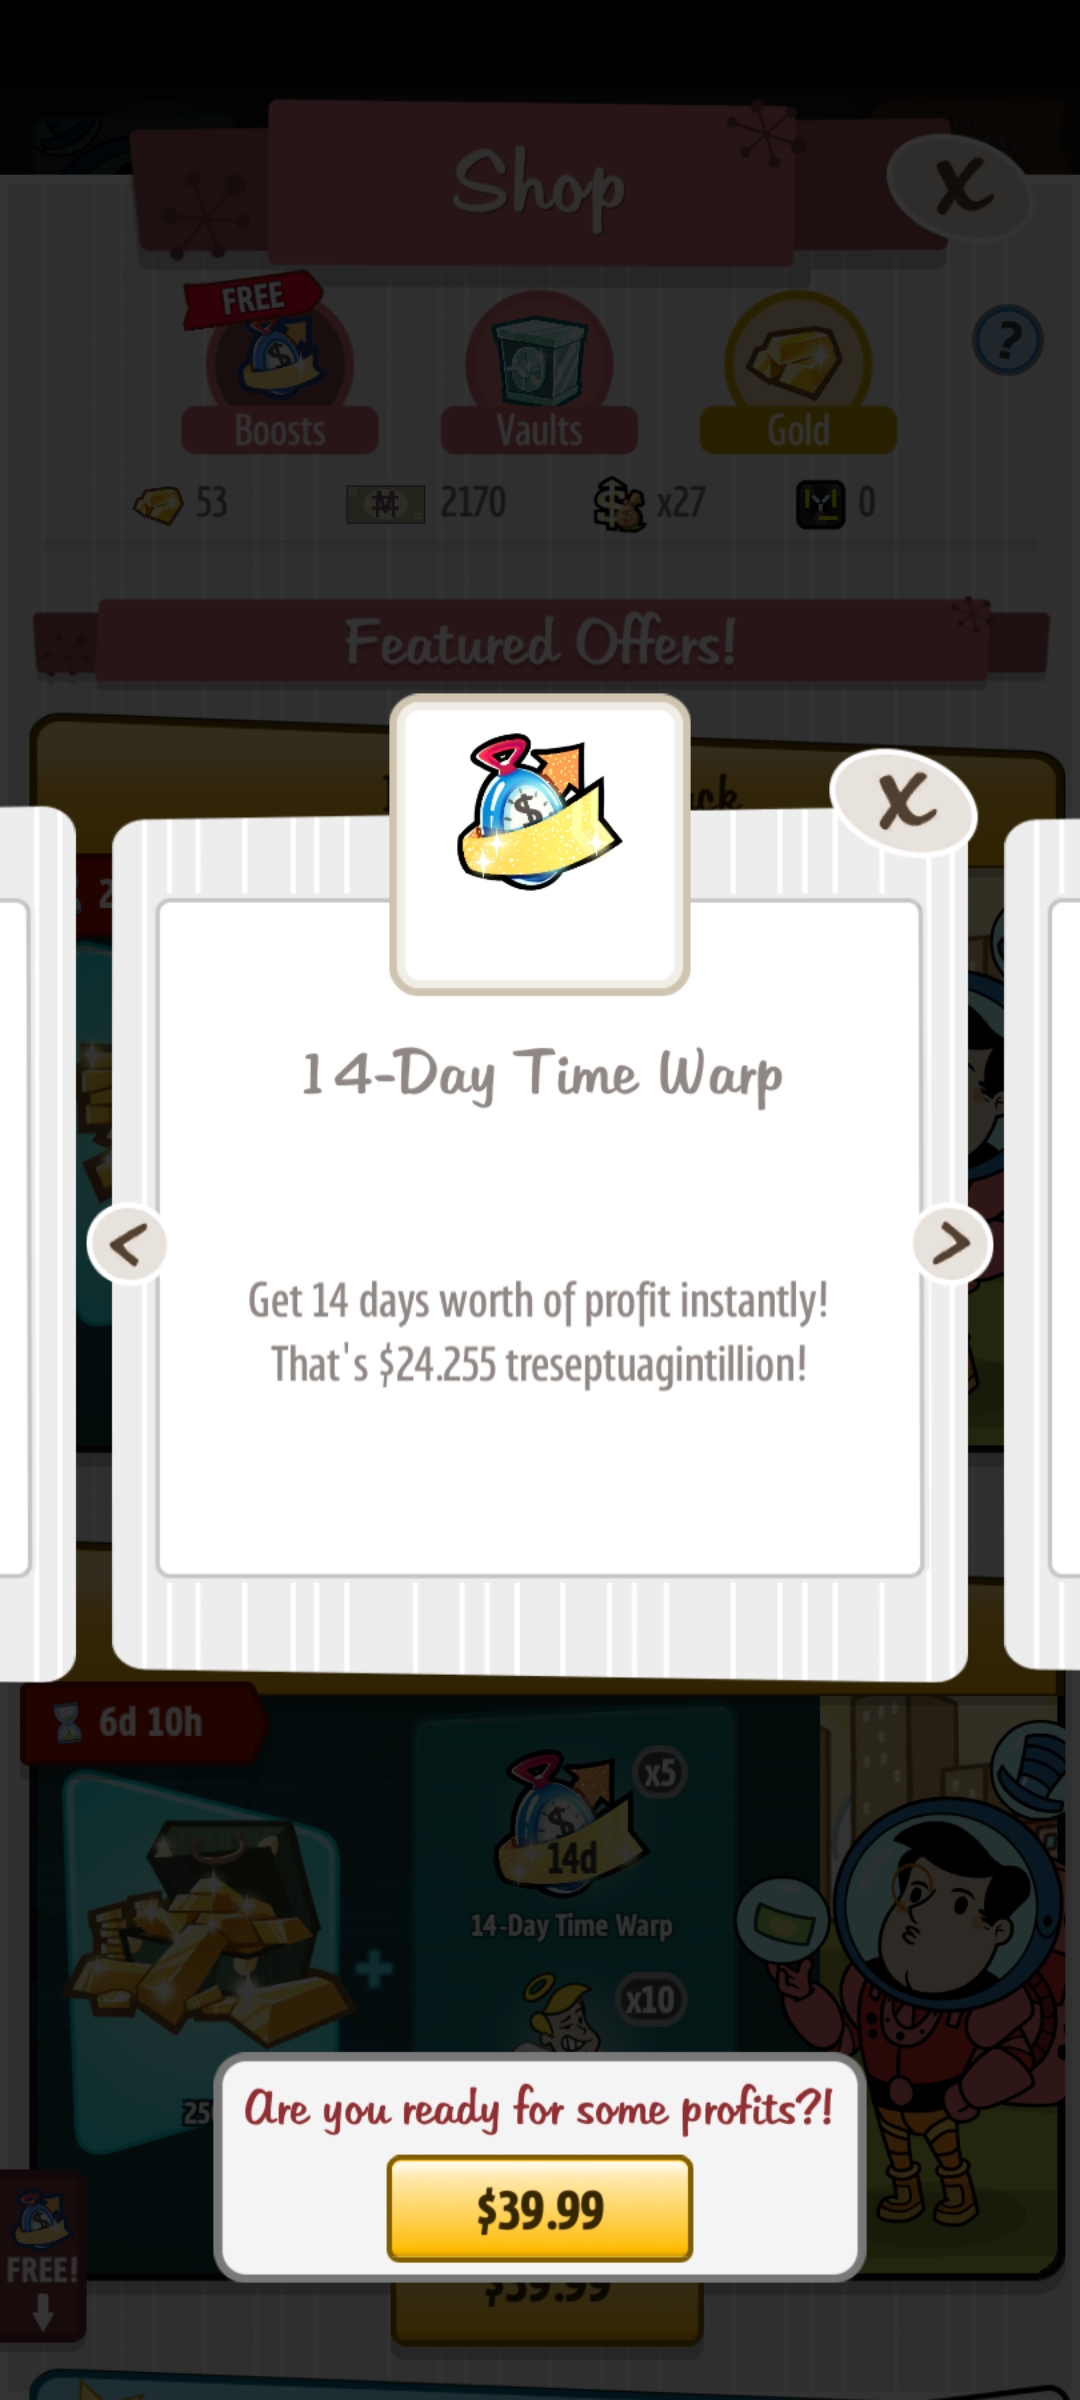 Shop
X
FREE
Boosts
Vaults
Gold
?
53
2170
x27
0
Featured Offers!
X
14-Day Time Warp
Get 14 days worth of profit instantly!
That's $24.255 treseptuagintillion!
6d 10h
x5
14d
14-Day Time Warp
x10
Are you ready for some profits?!
$39.99
FREE!
$39.99